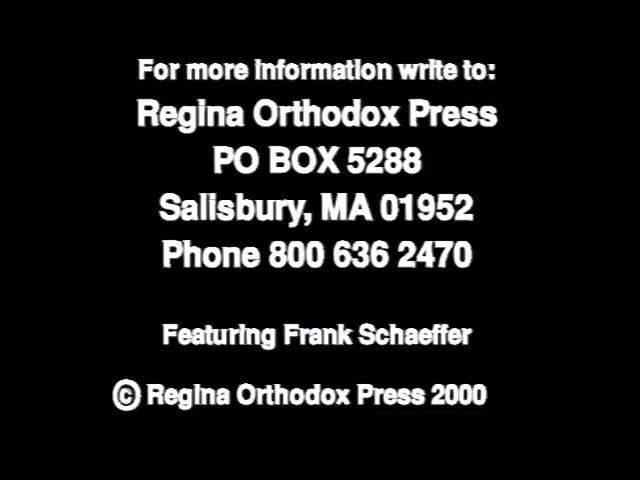 For more information write to:
Regina Orthodox Press
PO BOX 5288
Salisbury, MA 01952
Phone 800 636 2470
Featuring Frank Schaeffer
© Regina Orthodox Press 2000